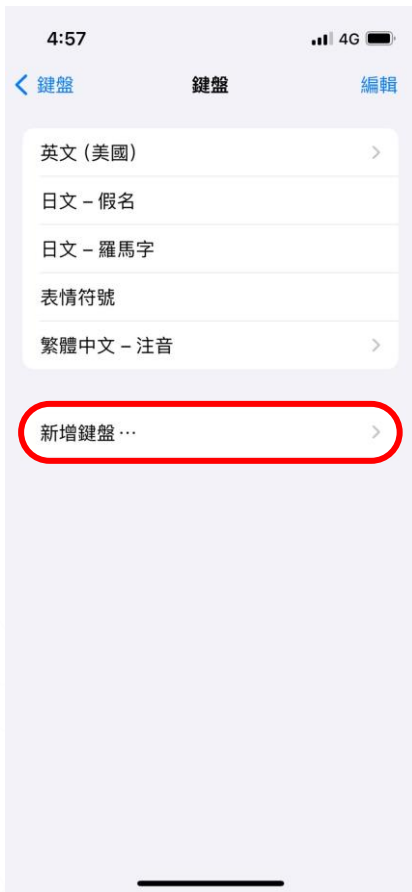 4:57 4G
鍵盤 鍵盤 編輯
英文 (美國)
日文 – 假名
日文 – 羅馬字
表情符號
繁體中文 – 注音
新增鍵盤⋯